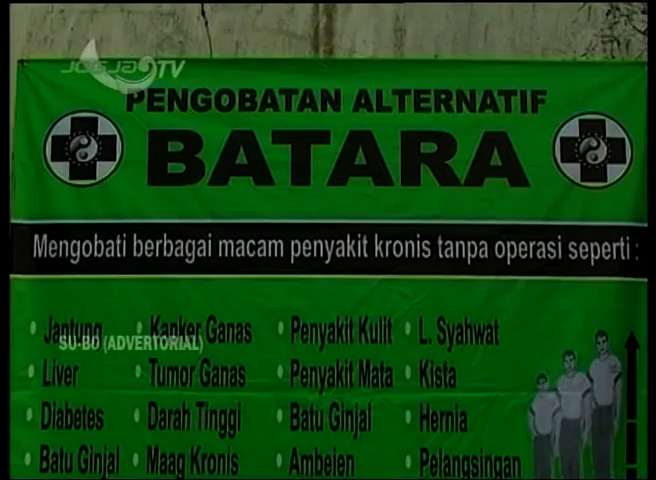 JOGJA TV
PENGOBATAN ALTERNATIF
BATARA
Mengobati berbagai macam penyakit kronis tanpa operasi seperti :
• Jantung • Kanker Ganas • Penyakit Kulit • L. Syahwat
SU-BO (ADVERTORIAL)
• Liver • Tumor Ganas • Penyakit Mata • Kista
• Diabetes • Darah Tinggi • Batu Ginjal • Hernia
• Batu Ginjal • Maag Kronis • Ambeien • Pelangsingan